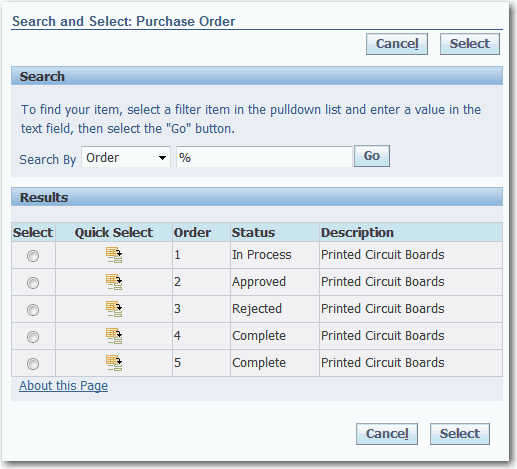 Search and Select: Purchase Order
Cancel Select
Search
To find your item, select a filter item in the pulldown list and enter a value in the
text field, then select the "Go" button.
Search By Order % Go
Results
Select Quick Select Order Status Description
1 In Process Printed Circuit Boards
2 Approved Printed Circuit Boards
3 Rejected Printed Circuit Boards
4 Complete Printed Circuit Boards
5 Complete Printed Circuit Boards
About this Page
Cancel Select